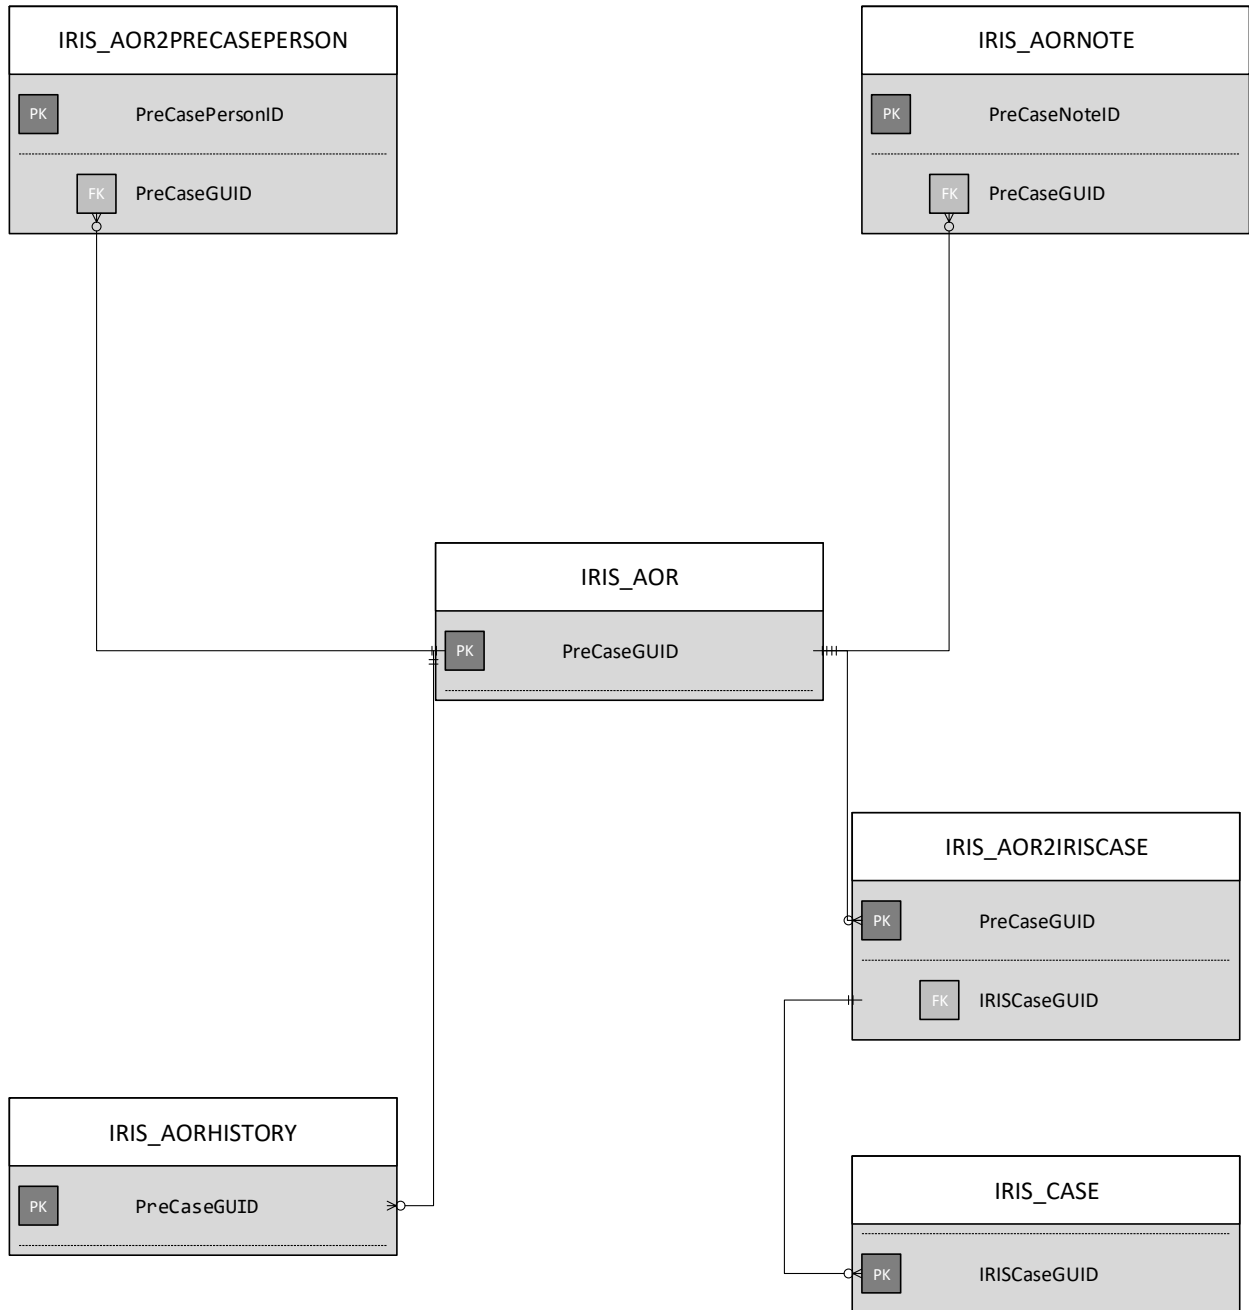 IRIS_AOR2PRECASEPERSON
PK PreCasePersonID
FK PreCaseGUID
IRIS_AORNOTE
PK PreCaseNoteID
FK PreCaseGUID
IRIS_AOR
PK PreCaseGUID
IRIS_AOR2IRISCASE
PK PreCaseGUID
FK IRISCaseGUID
IRIS_AORHISTORY
PK PreCaseGUID
IRIS_CASE
PK IRISCaseGUID